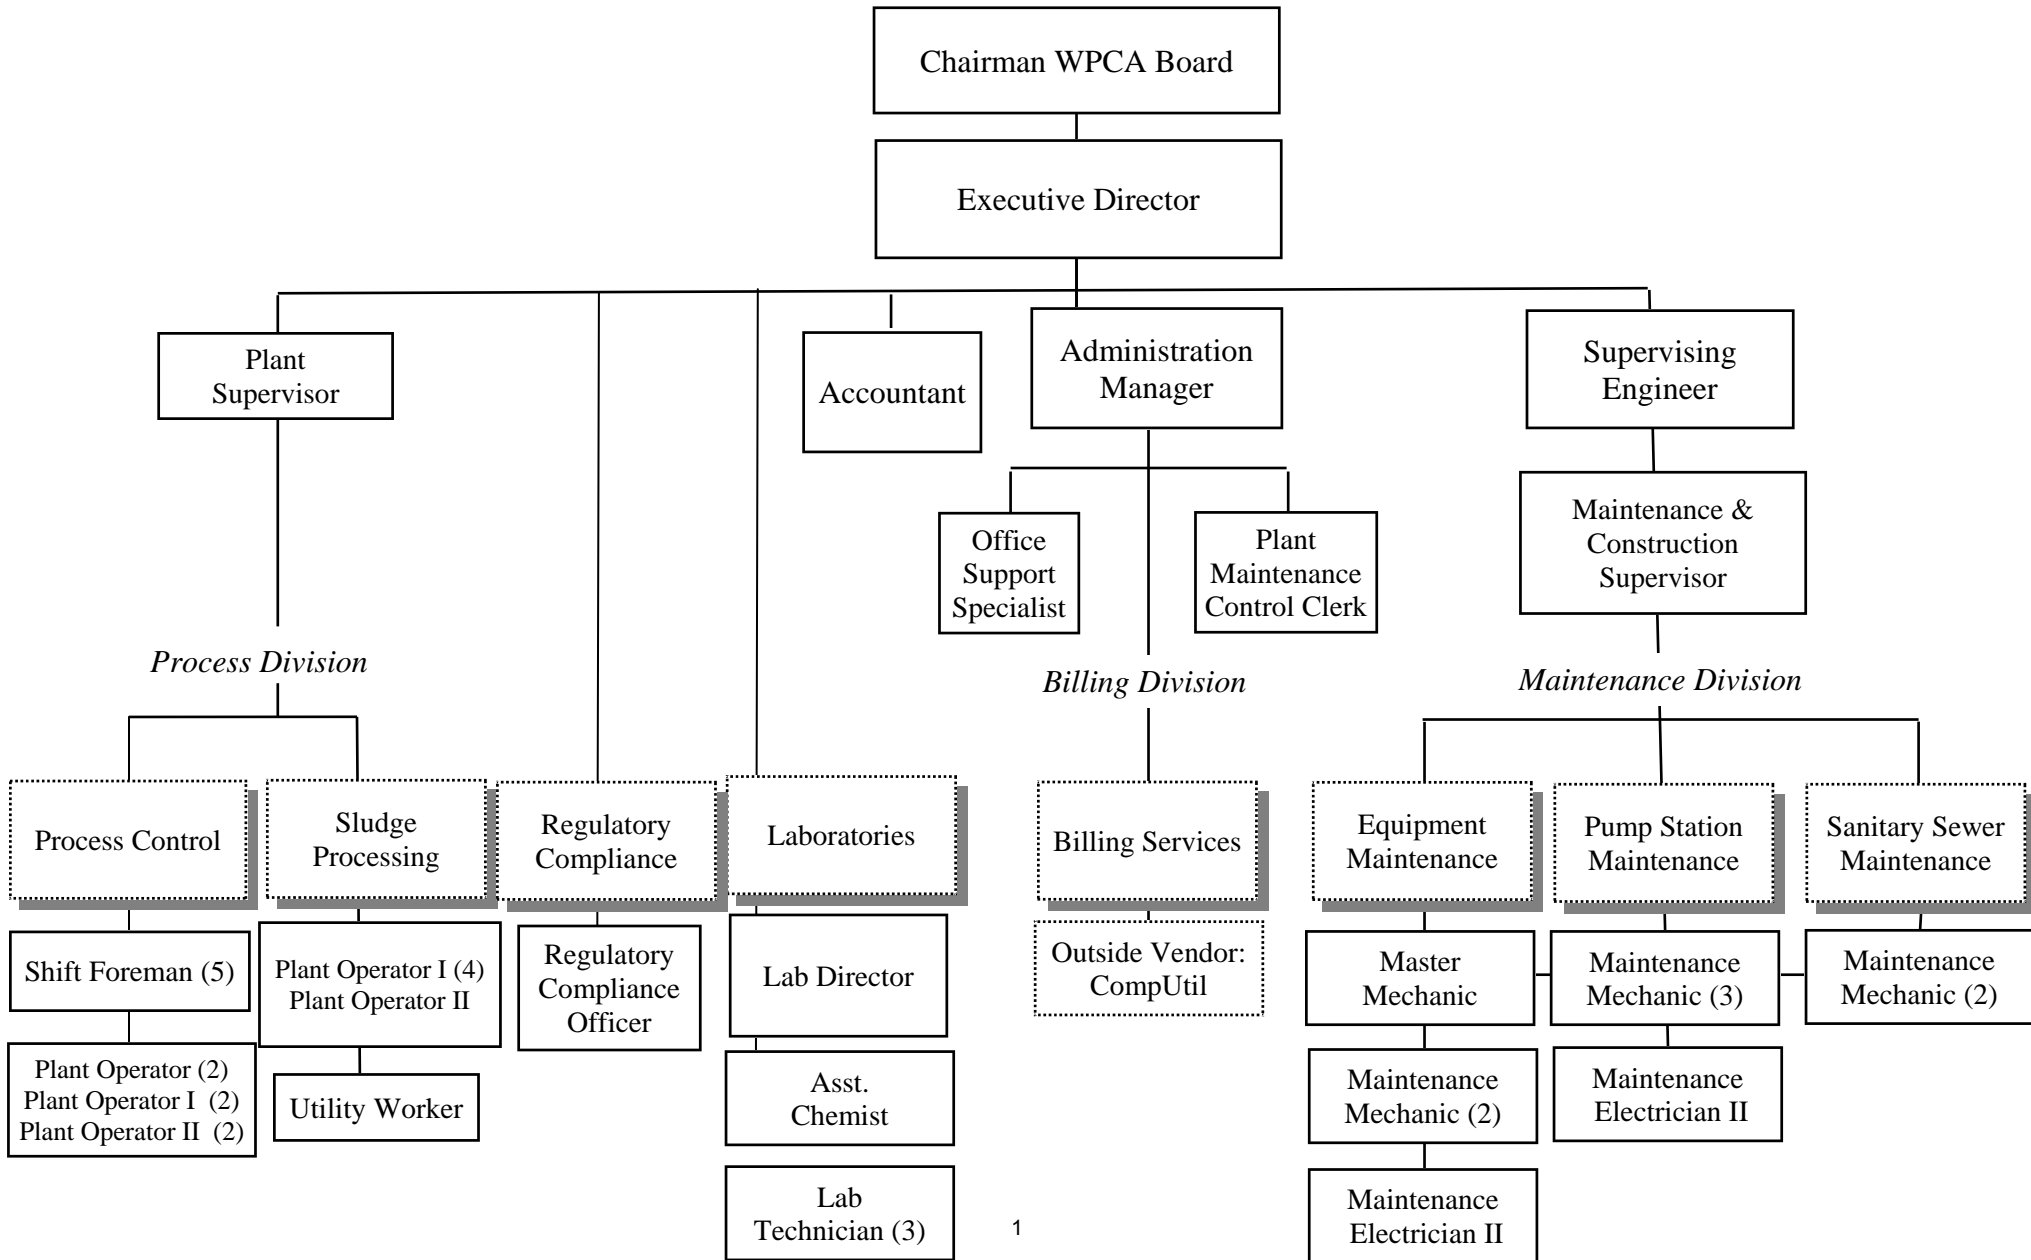 Chairman WPCA Board
Executive Director
Plant
Supervisor
Accountant
Administration
Manager
Supervising
Engineer
Office
Support
Specialist
Plant
Maintenance
Control Clerk
Maintenance &
Construction
Supervisor
Process Division
Billing Division
Maintenance Division
Process Control
Sludge
Processing
Regulatory
Compliance
Laboratories
Billing Services
Equipment
Maintenance
Pump Station
Maintenance
Sanitary Sewer
Maintenance
Shift Foreman (5)
Plant Operator I (4)
Plant Operator II
Regulatory
Compliance
Officer
Lab Director
Outside Vendor:
CompUtil
Master
Mechanic
Maintenance
Mechanic (3)
Maintenance
Mechanic (2)
Plant Operator (2)
Plant Operator I (2)
Plant Operator II (2)
Utility Worker
Asst.
Chemist
Maintenance
Mechanic (2)
Maintenance
Electrician II
Lab
Technician (3)
Maintenance
Electrician II
1